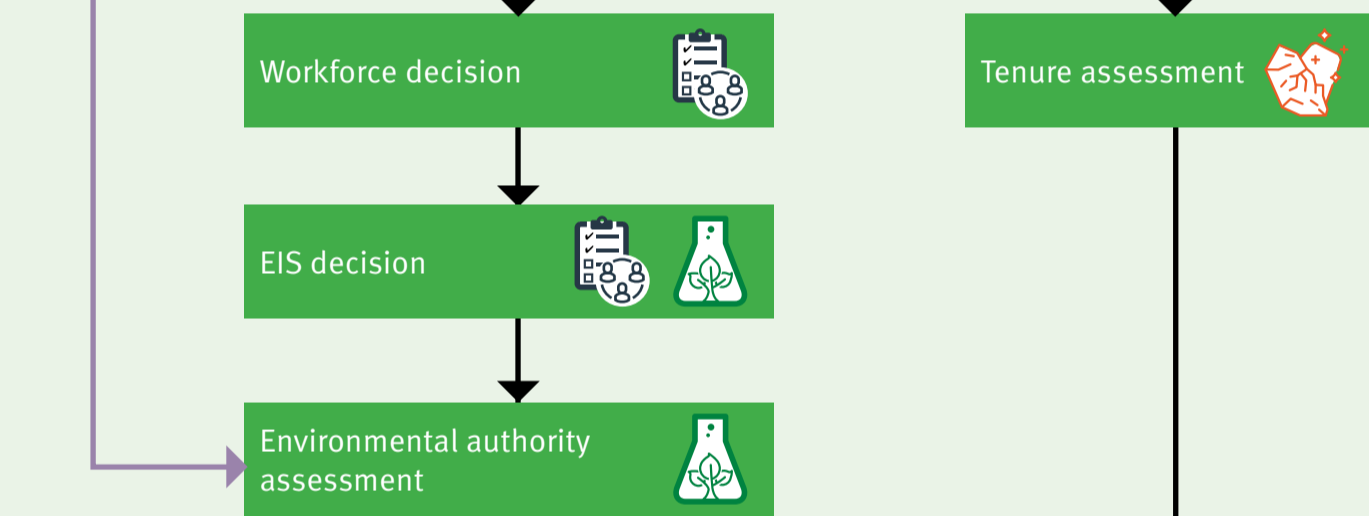 Workforce decision
Tenure assessment
EIS decision
Environmental authority
assessment